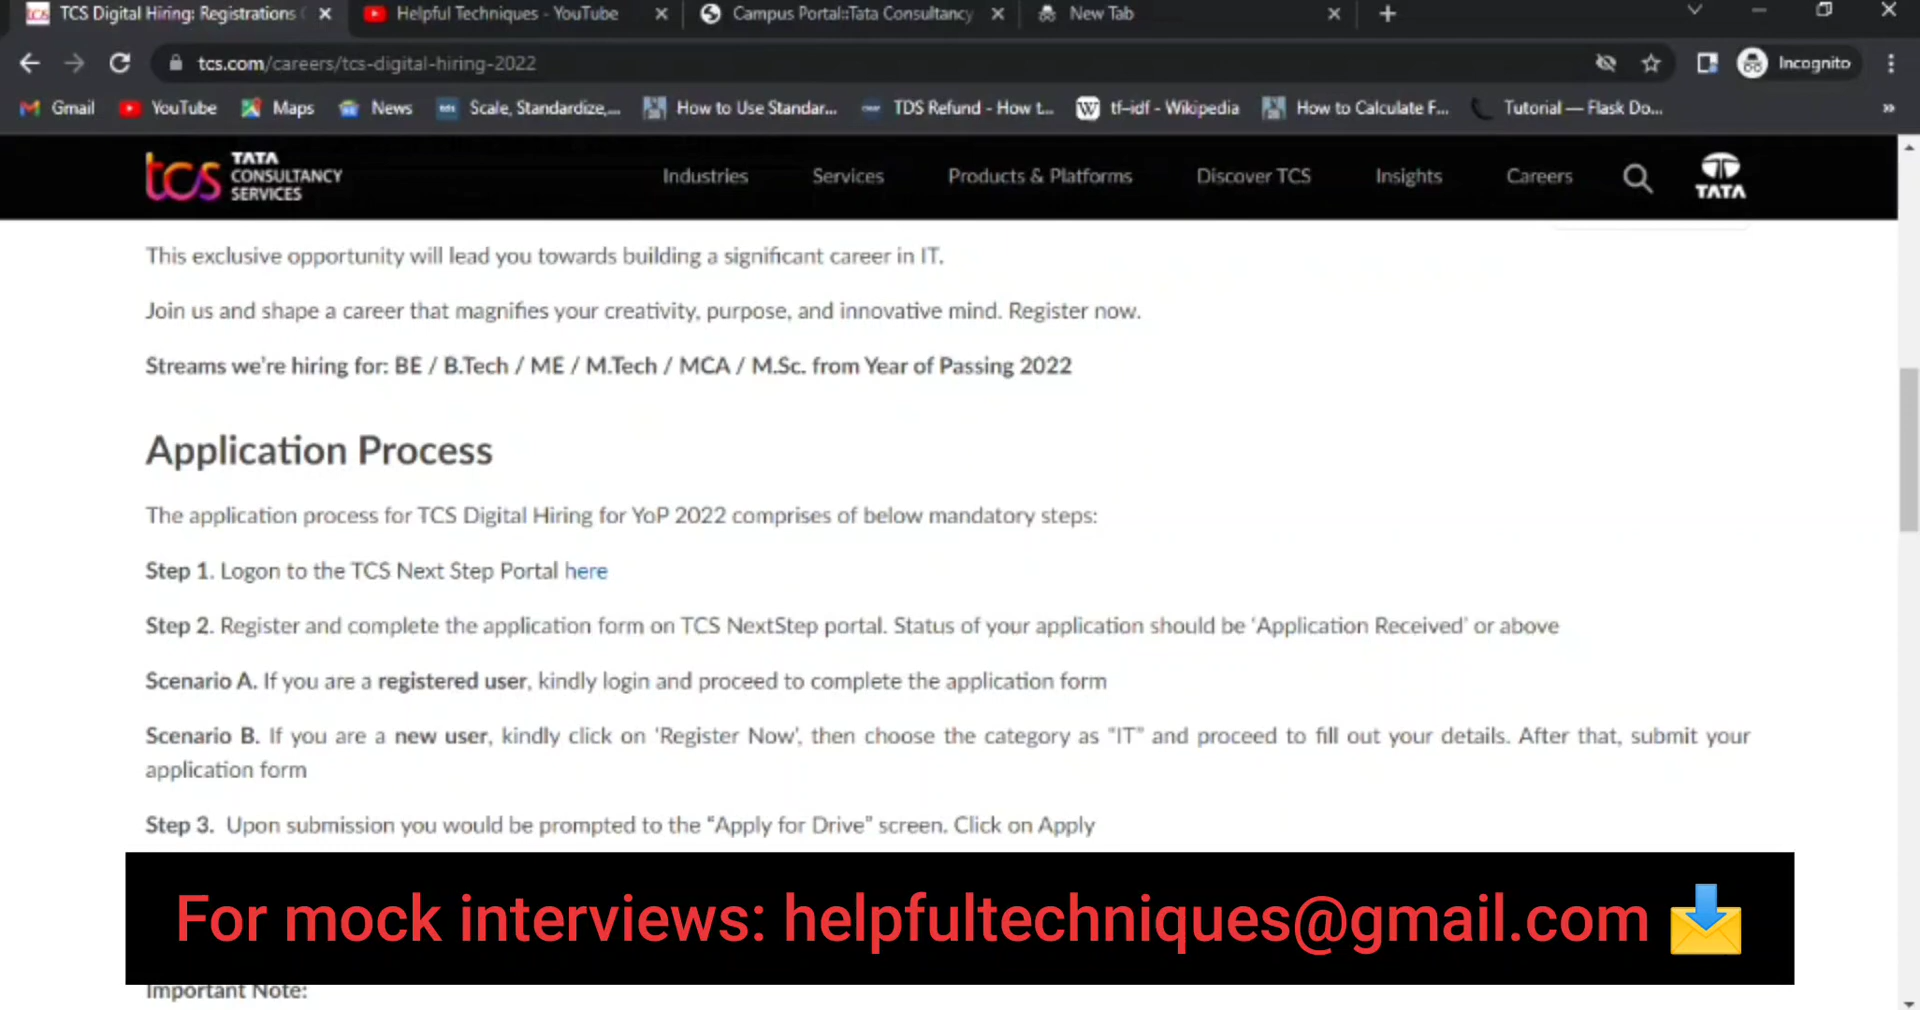 TCS Digital Hiring: Registrations
Helpful Techniques - YouTube
Campus Portal::Tata Consultancy
New Tab
tcs.com/careers/tcs-digital-hiring-2022
Incognito
Gmail
YouTube
Maps
News
Scale, Standardize,...
How to Use Standar...
TDS Refund - How t...
tf-idf - Wikipedia
How to Calculate F...
Tutorial — Flask Do...
tcs TATA CONSULTANCY SERVICES
Industries
Services
Products & Platforms
Discover TCS
Insights
Careers
TATA
This exclusive opportunity will lead you towards building a significant career in IT.
Join us and shape a career that magnifies your creativity, purpose, and innovative mind. Register now.
Streams we're hiring for: BE / B.Tech / ME / M.Tech / MCA / M.Sc. from Year of Passing 2022
Application Process
The application process for TCS Digital Hiring for YoP 2022 comprises of below mandatory steps:
Step 1. Logon to the TCS Next Step Portal here
Step 2. Register and complete the application form on TCS NextStep portal. Status of your application should be 'Application Received' or above
Scenario A. If you are a registered user, kindly login and proceed to complete the application form
Scenario B. If you are a new user, kindly click on 'Register Now', then choose the category as "IT" and proceed to fill out your details. After that, submit your
application form
Step 3. Upon submission you would be prompted to the "Apply for Drive" screen. Click on Apply
For mock interviews: helpfultechniques@gmail.com
Important Note: